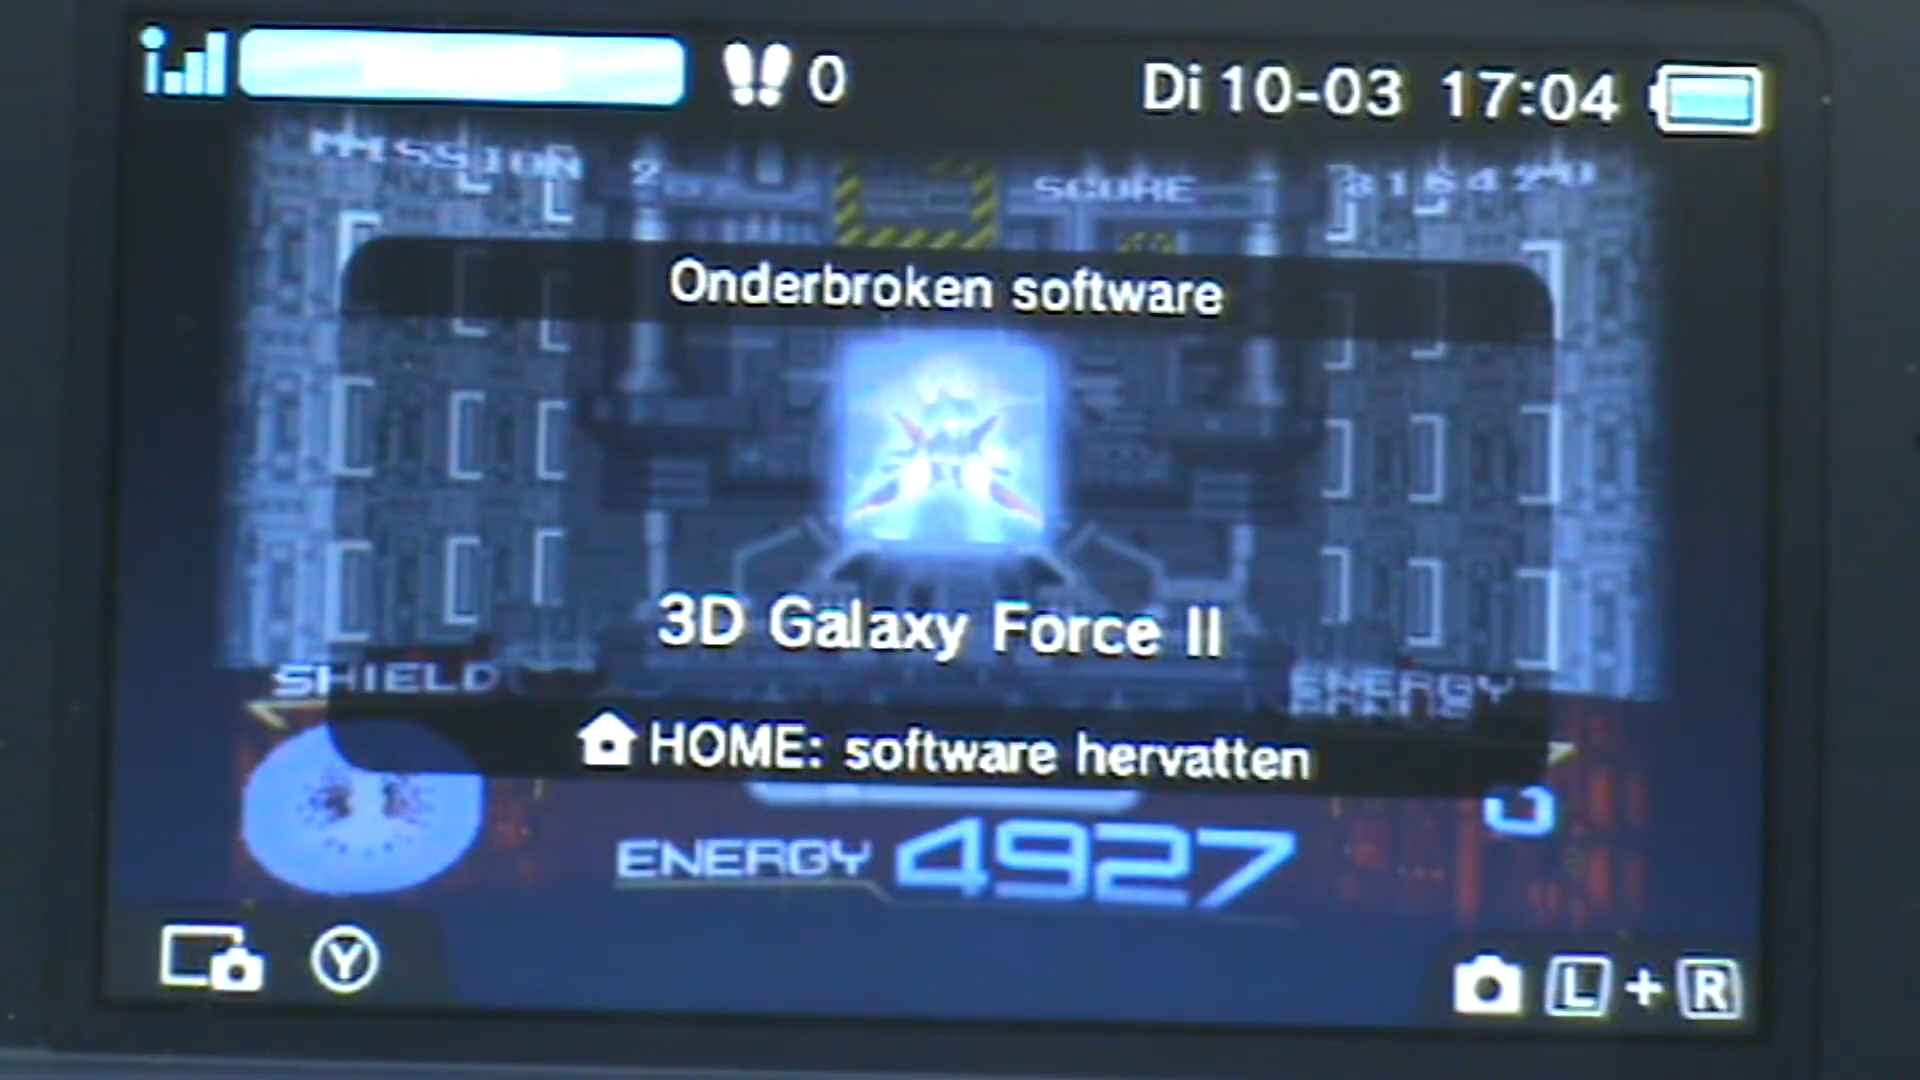 0 Di 10-03 17:04
MISSION 2 SCORE
Onderbroken software
3D Galaxy Force II
SHIELD ENERGY
HOME: software hervatten
ENERGY 4927
Y L + R